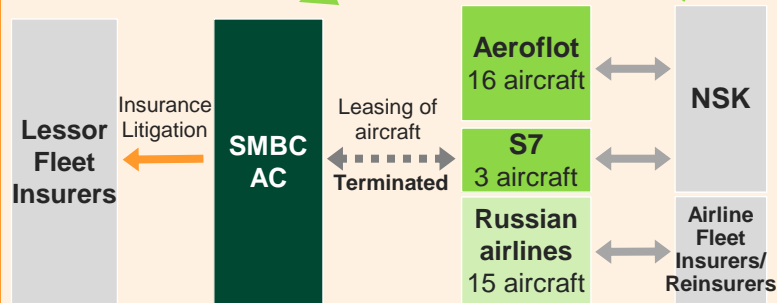 Lessor
Fleet
Insurers
Insurance
Litigation
SMBC
AC
Leasing of
aircraft
Terminated
Aeroflot
16 aircraft
S7
3 aircraft
Russian
airlines
15 aircraft
NSK
Airline
Fleet
Insurers/
Reinsurers